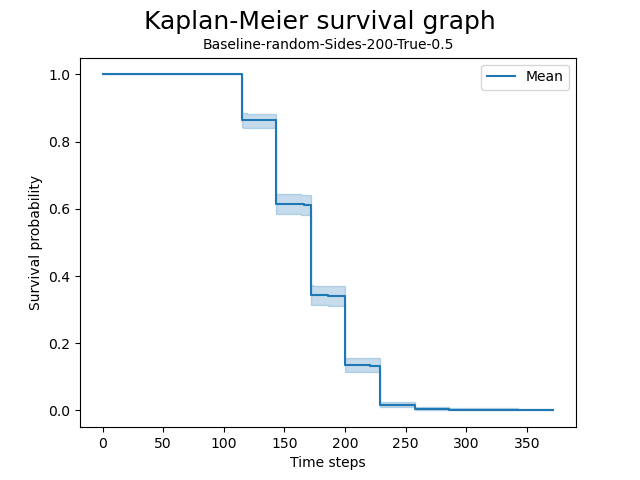 Kaplan-Meier survival graph
Baseline-random-Sides-200-True-0.5
Mean
1.0
0.8
0.6
0.4
0.2
0.0
Survival probability
0 50 100 150 200 250 300 350
Time steps